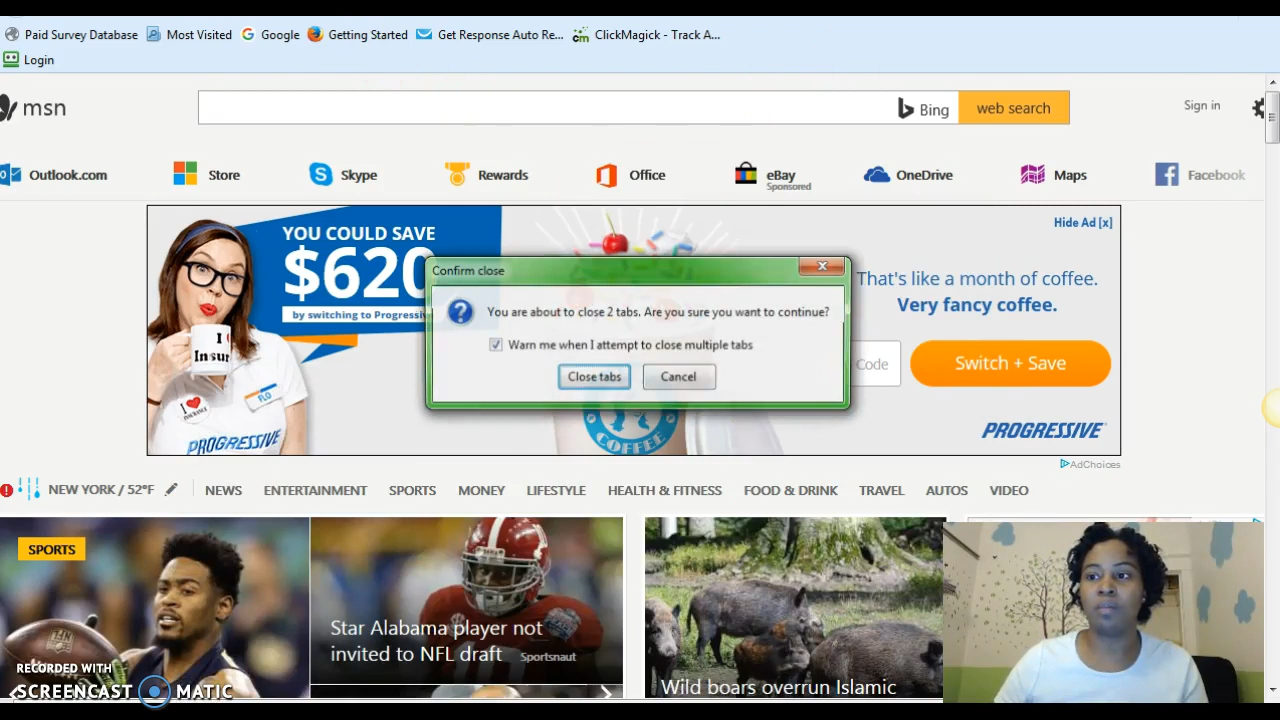 Paid Survey Database Most Visited Google Getting Started Get Response Auto Re... cm ClickMagick - Track A...
Login
msn
Bing
web search
Sign in
Outlook.com Store Skype Rewards Office eBay OneDrive Maps Facebook
Sponsored
Hide Ad [x]
YOU COULD SAVE
$620
by switching to Progressiv
That's like a month of coffee.
Very fancy coffee.
Code
Switch + Save
COFFEE
I
Insur
FLO
I
INSURANCE
PROGRESSIVE
PROGRESSIVE
AdChoices
Confirm close
You are about to close 2 tabs. Are you sure you want to continue?
Warn me when I attempt to close multiple tabs
Close tabs Cancel
NEW YORK / 52°F NEWS ENTERTAINMENT SPORTS MONEY LIFESTYLE HEALTH & FITNESS FOOD & DRINK TRAVEL AUTOS VIDEO
SPORTS
Star Alabama player not
invited to NFL draft Sportsnaut
Wild boars overrun Islamic
RECORDED WITH
SCREENCAST MATIC